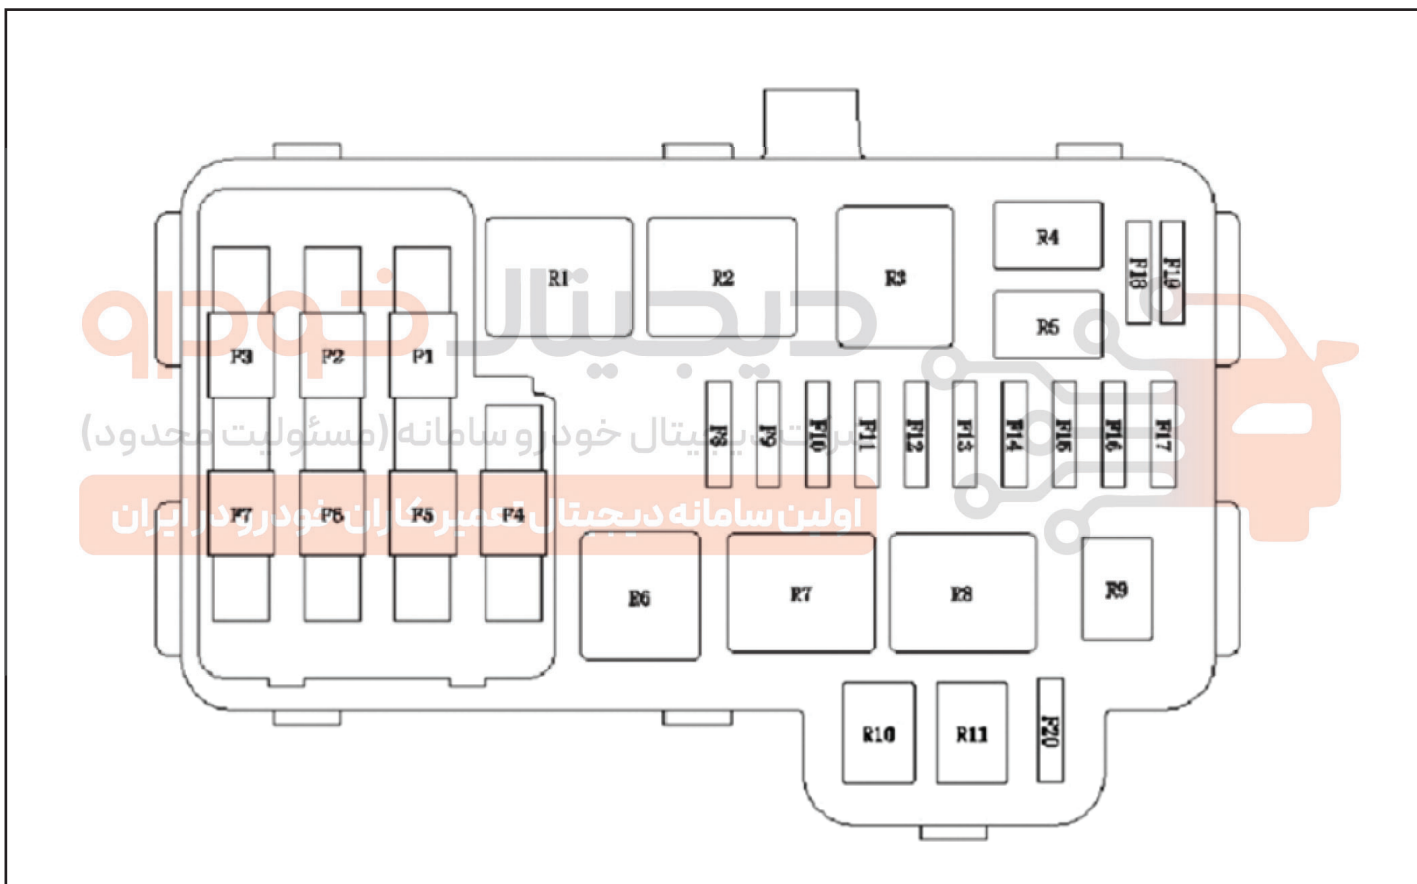 R1
R2
R3
R4
R5
F18
F19
دیجیتال خودرو
F3
F2
F1
F8
F9
F10
F11
F12
F13
F14
F15
F16
F17
شرکت دیجیتال خودرو سامانه (مسئولیت محدود)
اولین سامانه دیجیتال تعمیرکاران خودرو در ایران
F7
F6
F5
F4
R6
R7
R8
R9
R10
R11
F20